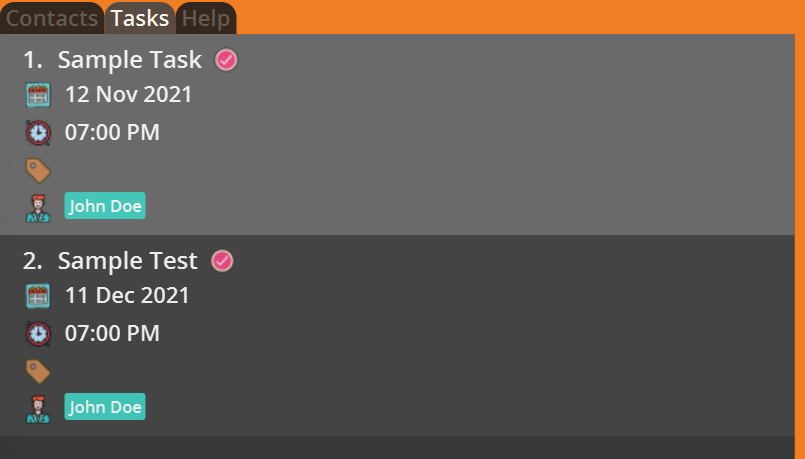 Contacts Tasks Help
1. Sample Task
12 Nov 2021
07:00 PM
John Doe
2. Sample Test
11 Dec 2021
07:00 PM
John Doe